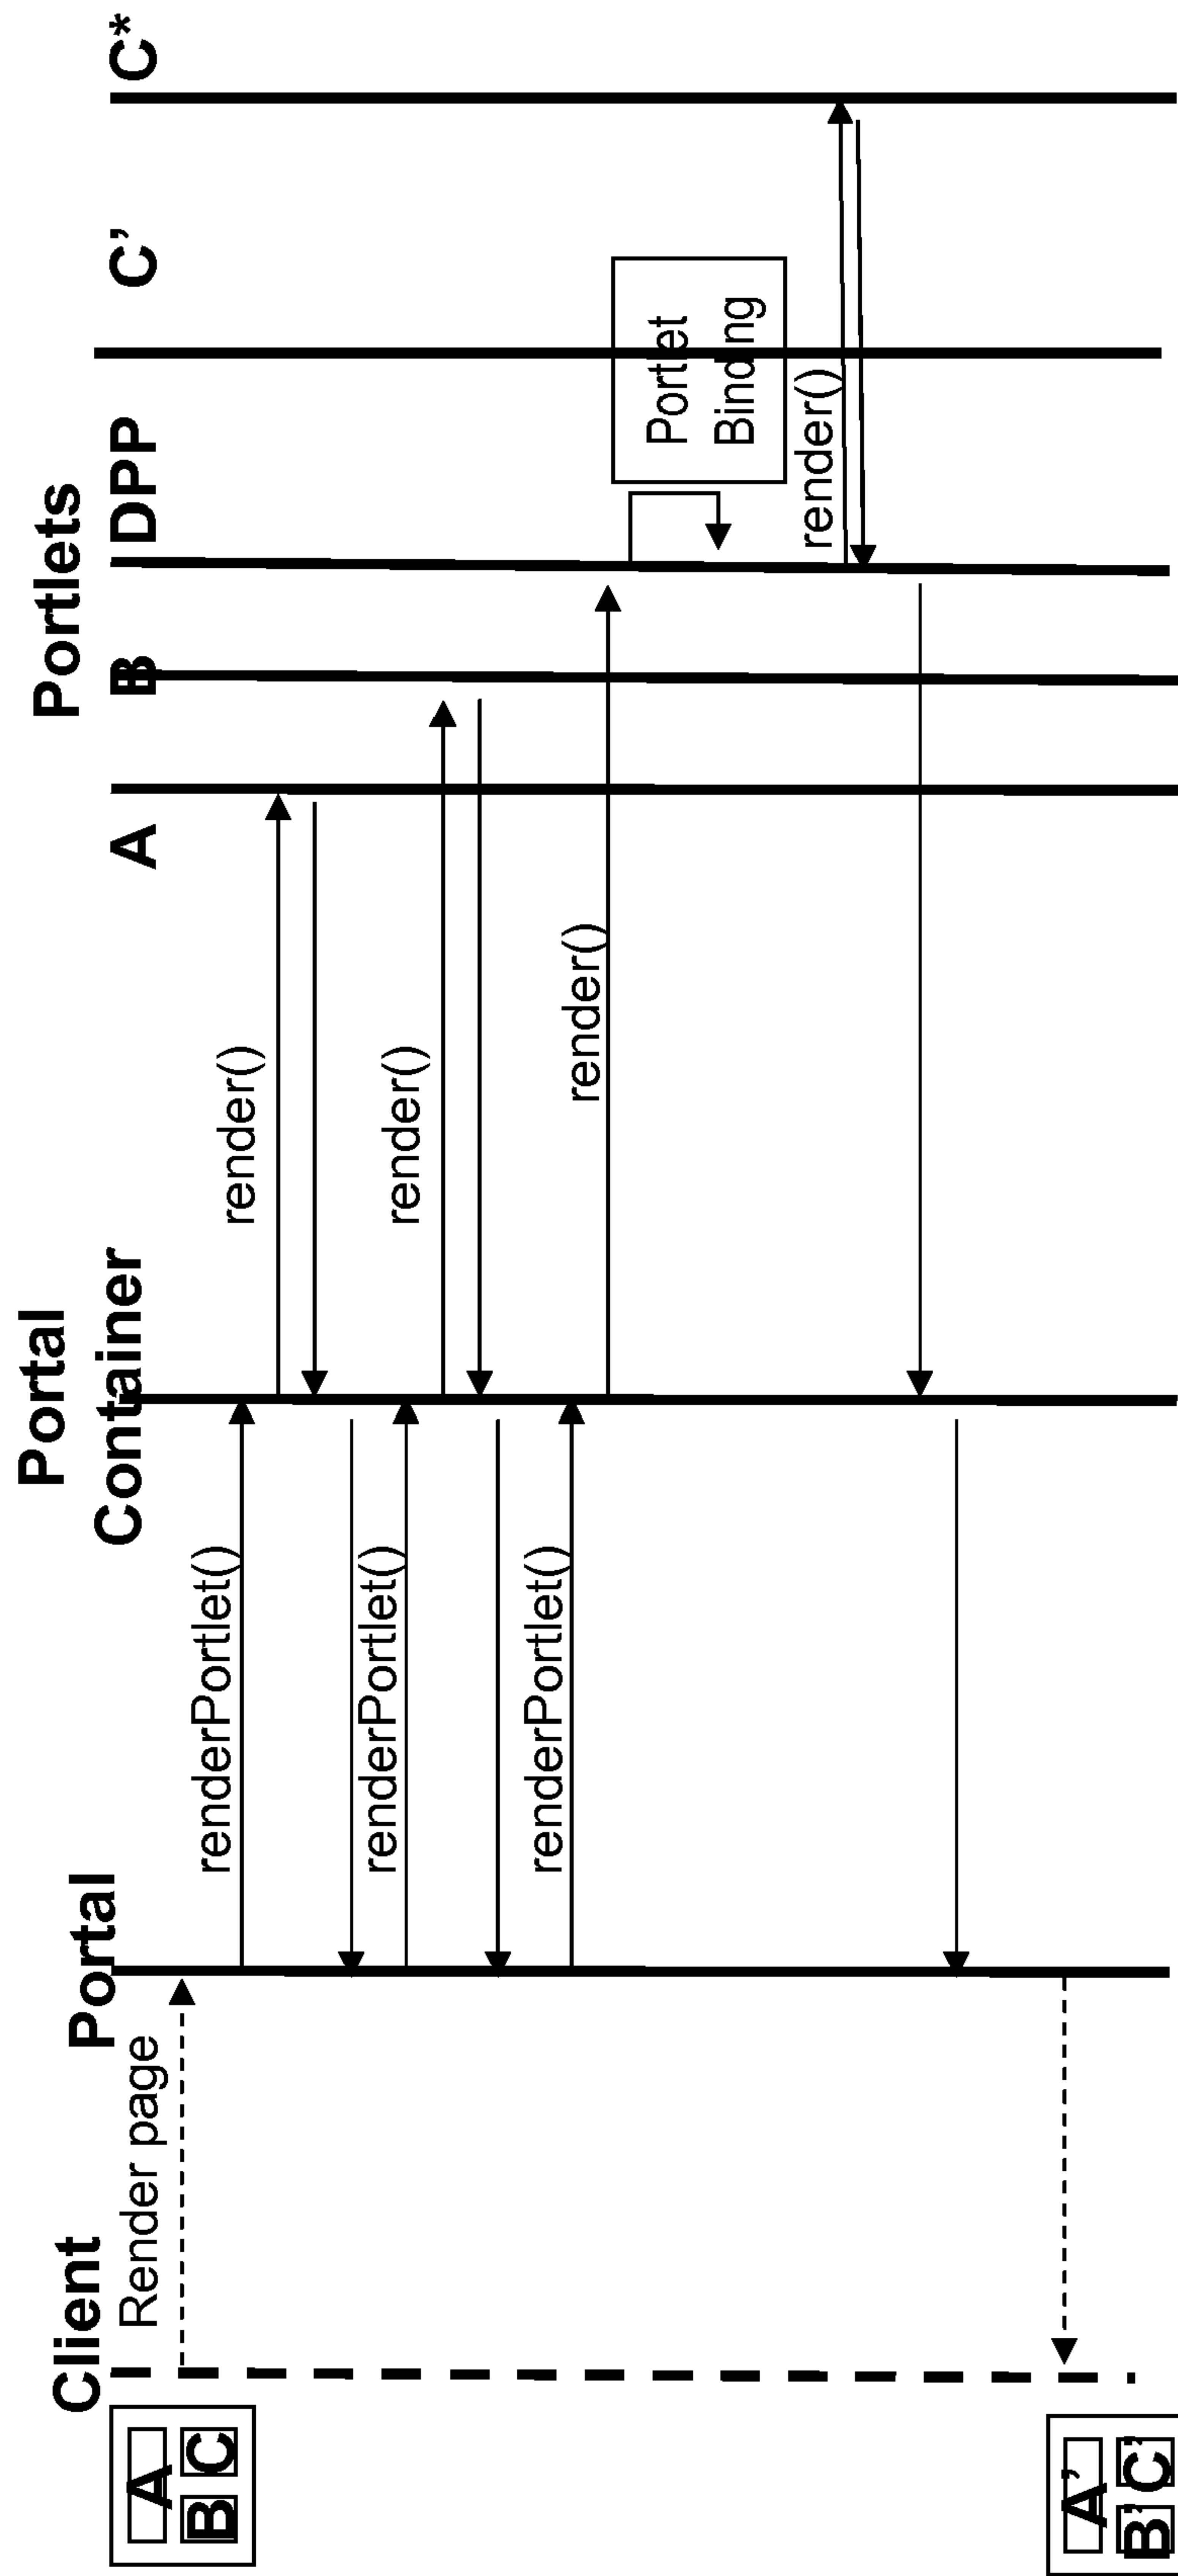 Client
Portal
Portal
Container
Portlets
A
B
DPP
C'
C*
A
B
C
Render page
renderPortlet()
render()
renderPortlet()
render()
renderPortlet()
render()
Portlet
Binding
render()
A'
B'
C'